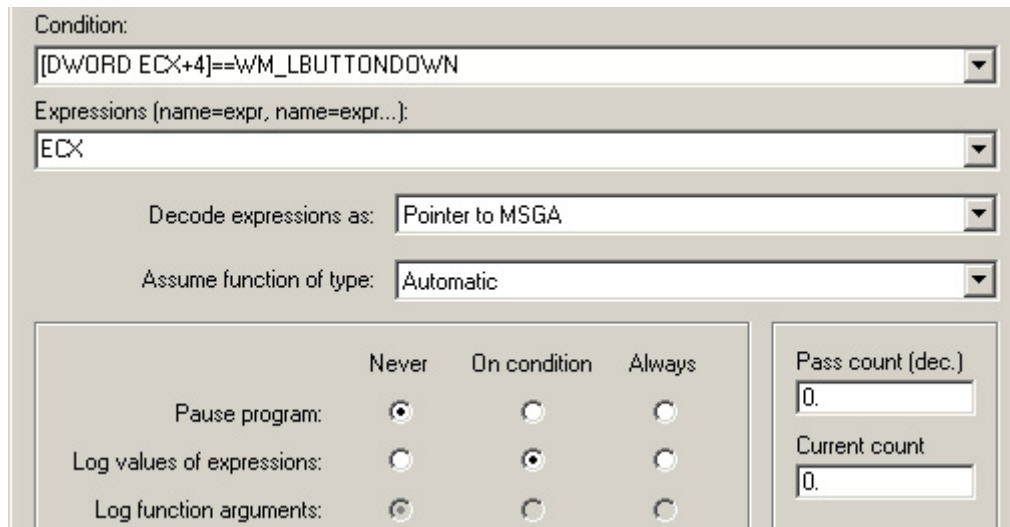 Condition:
[DWORD ECX+4]==WM_LBUTTONDOWN
Expressions (name=expr, name=expr...):
ECX
Decode expressions as: Pointer to MSGA
Assume function of type: Automatic
Never On condition Always
Pause program:
Log values of expressions:
Log function arguments:
Pass count (dec.)
0.
Current count
0.